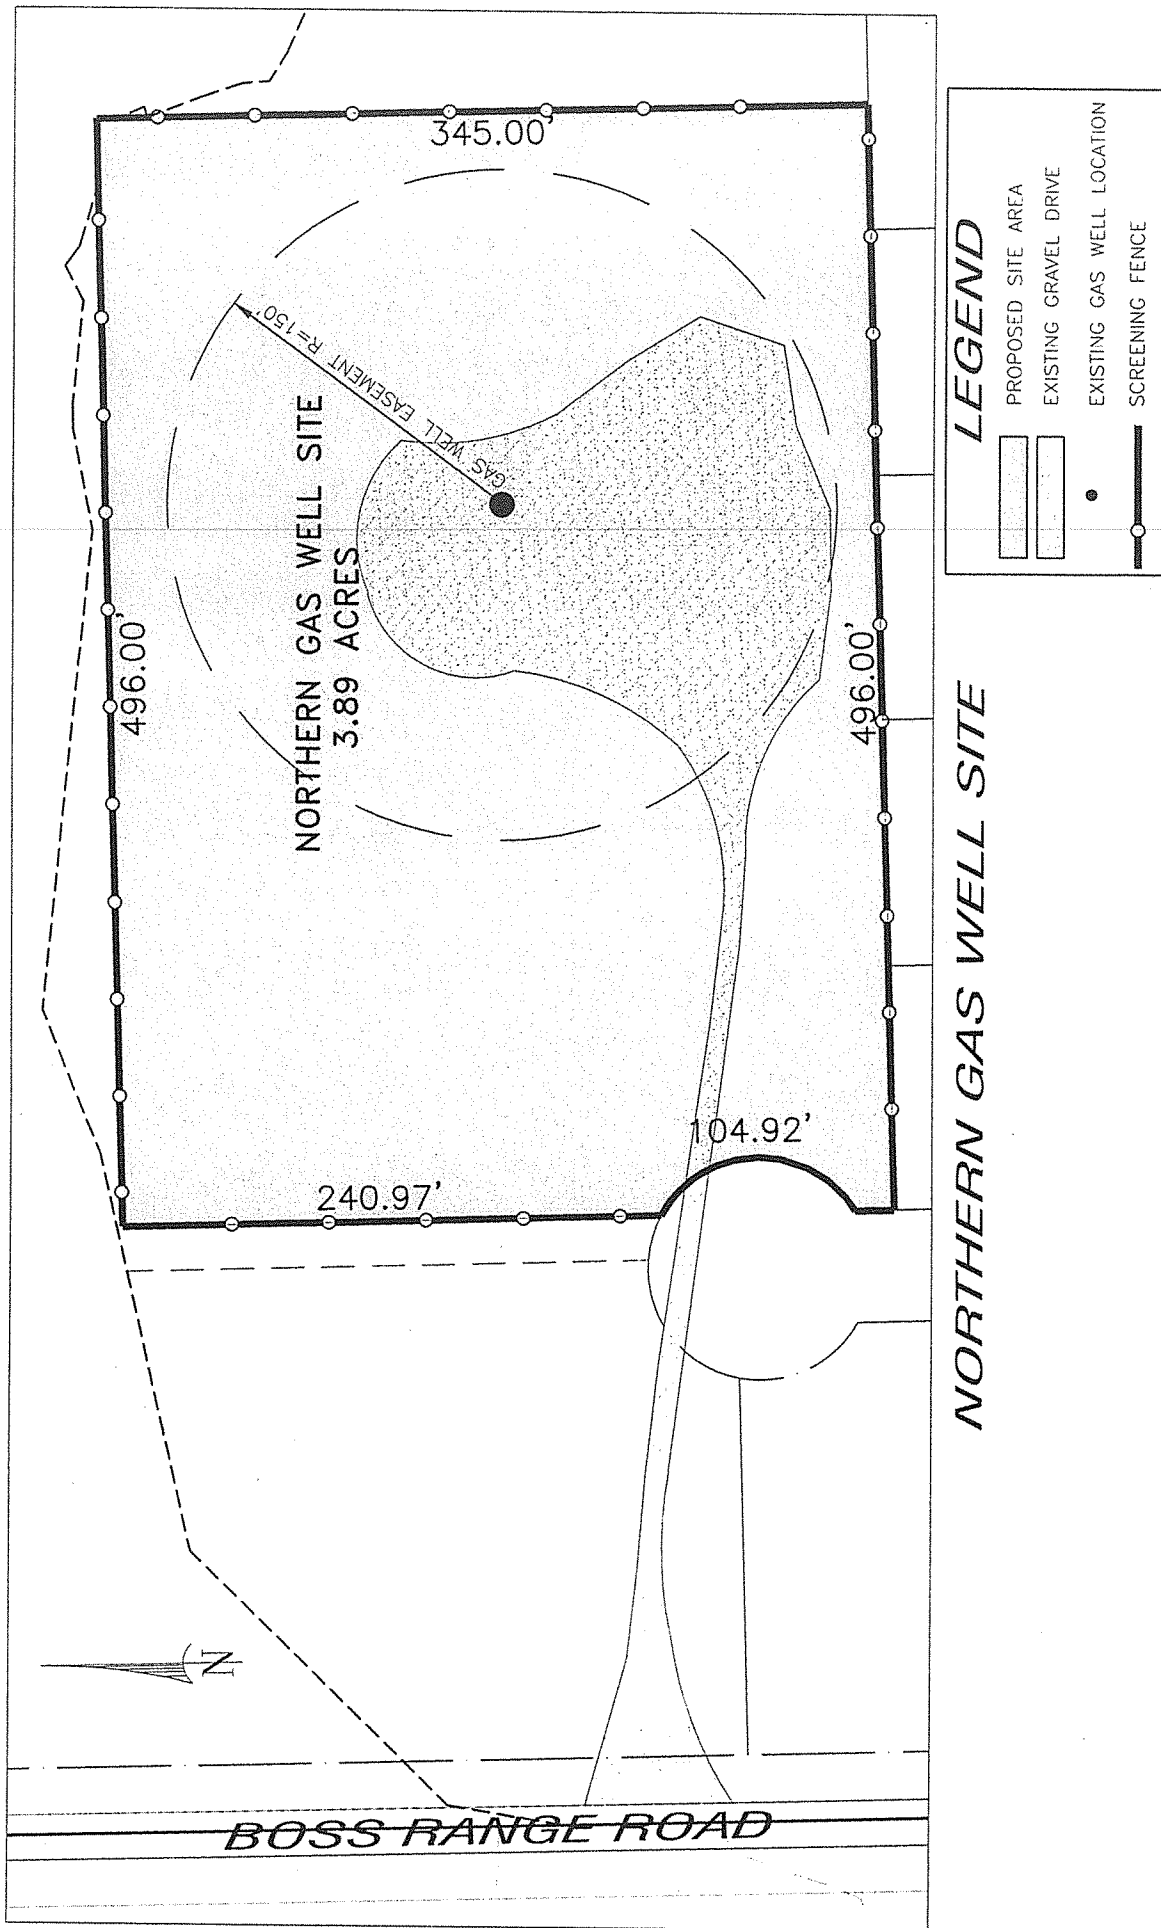 345.00'
GAS WELL EASEMENT R=150'
NORTHERN GAS WELL SITE
3.89 ACRES
496.00'
496.00'
240.97'
104.92'
N
BOSS RANGE ROAD
LEGEND
PROPOSED SITE AREA
EXISTING GRAVEL DRIVE
EXISTING GAS WELL LOCATION
SCREENING FENCE
NORTHERN GAS WELL SITE